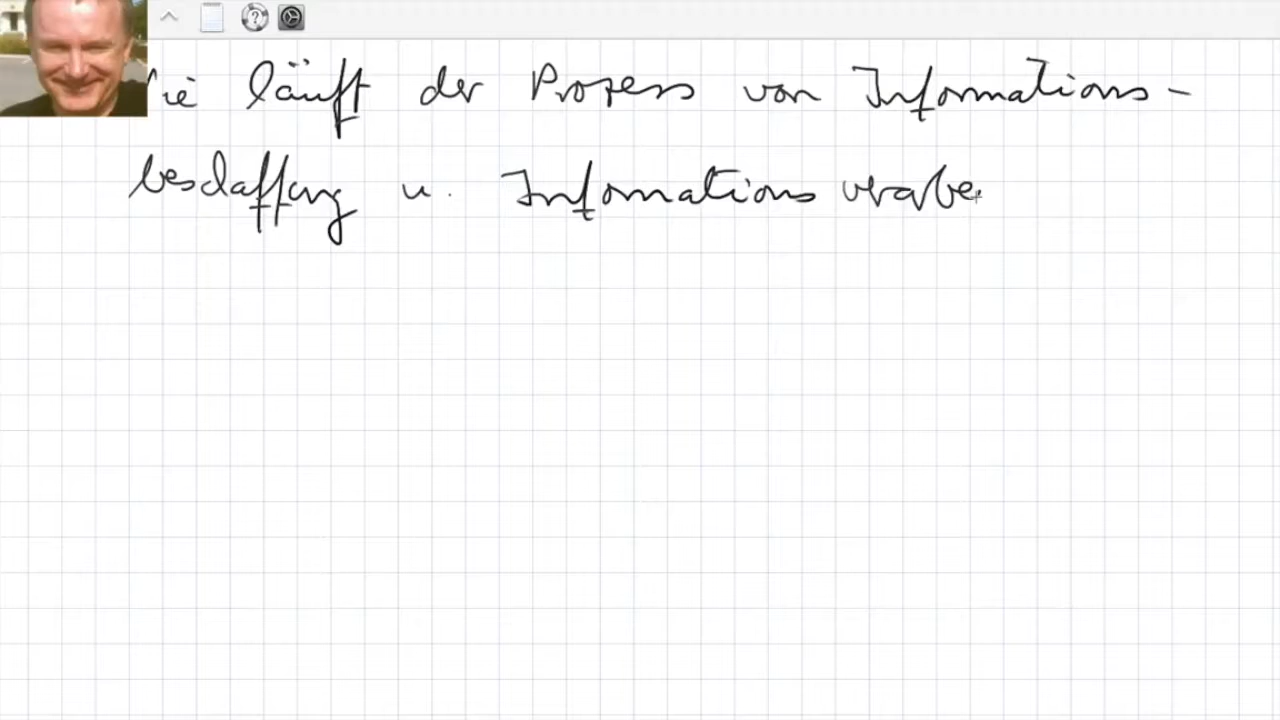 ie läuft der Prozess von Informations-
beschaffung u. Informationsverarbe